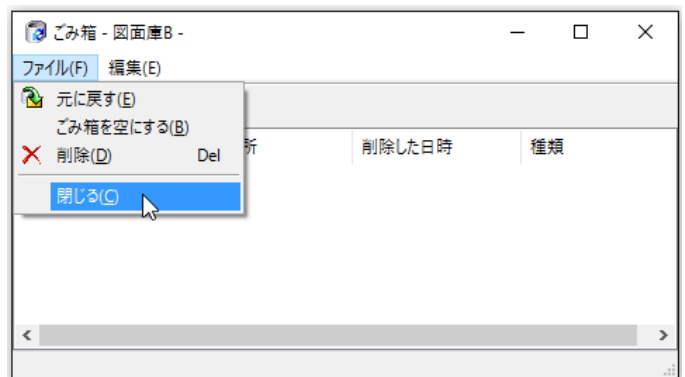 ごみ箱 - 図面庫B -
ファイル(F) 編集(E)
元に戻す(E)
ごみ箱を空にする(B)
削除(D) Del
閉じる(C)
所 削除した日時 種類